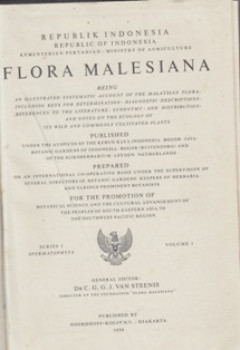 REPUBLIK INDONESIA
REPUBLIC OF INDONESIA
KEMENTERIAN PERTANIAN - MINISTRY OF AGRICULTURE
FLORA MALESIANA
BEING
AN ILLUSTRATED SYSTEMATIC ACCOUNT OF THE MALAYSIAN FLORA
INCLUDING KEYS FOR DETERMINATION · DIAGNOSTIC DESCRIPTIONS
REFERENCES TO THE LITERATURE · SYNONYMY · AND DISTRIBUTION
AND NOTES ON THE ECOLOGY OF
ITS WILD AND COMMONLY CULTIVATED PLANTS
PUBLISHED
UNDER THE AUSPICES OF THE KEBUN RAJA INDONESIA · BOGOR · JAVA
BOTANIC GARDENS OF INDONESIA · BOGOR (BUITENZORG) AND
OF THE RIJKSHERBARIUM · LEYDEN · NETHERLANDS
PREPARED
ON AN INTERNATIONAL CO-OPERATIVE BASIS UNDER THE SUPERVISION OF
SEVERAL DIRECTORS OF BOTANIC GARDENS · KEEPERS OF HERBARIA
AND VARIOUS PROMINENT BOTANISTS
FOR THE PROMOTION OF
BOTANICAL SCIENCE AND THE CULTURAL ADVANCEMENT OF
THE PEOPLES OF SOUTH-EASTERN ASIA TO
THE SOUTHWEST PACIFIC REGION
SERIES I
SPERMATOPHYTA
VOLUME
GENERAL EDITOR:
DR C. G. G. J. VAN STEENIS
DIRECTOR OF THE FOUNDATION "FLORA MALESIANA"
PUBLISHED BY
NOORDHOFF-KOLFF N.V. · DJAKARTA